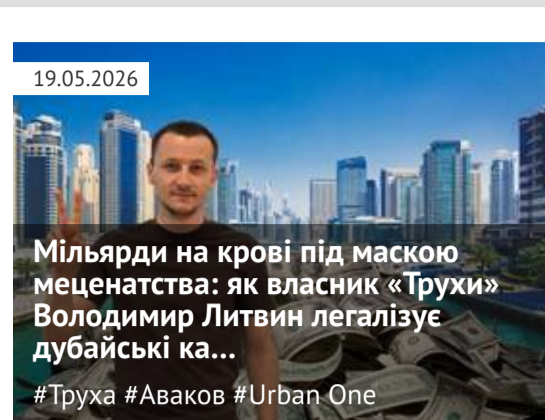 19.05.2026
Мільярди на крові під маскою
меценатства: як власник «Трухи»
Володимир Литвин легалізує
дубайські ка...
#Труха #Аваков #Urban One